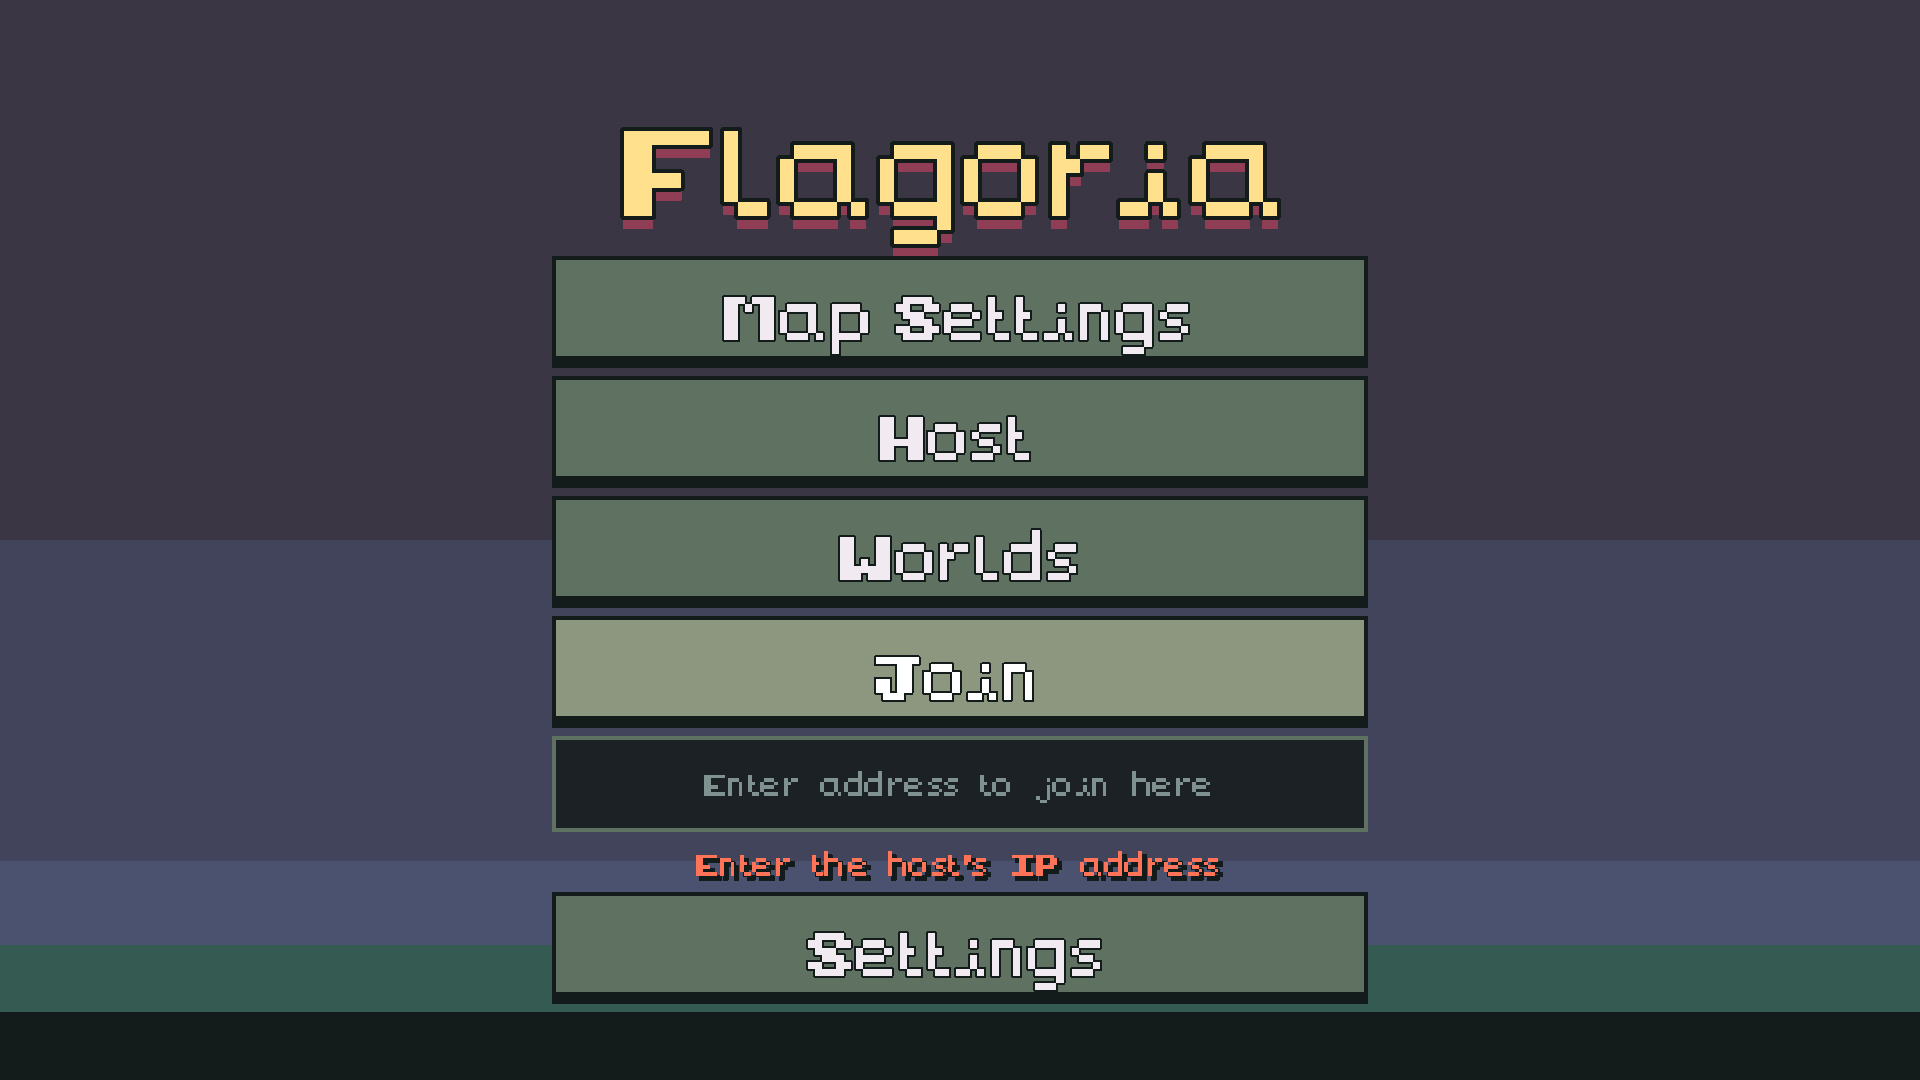 Flagoria
Map Settings
Host
Worlds
Join
Enter address to join here
Enter the host's IP address
Settings